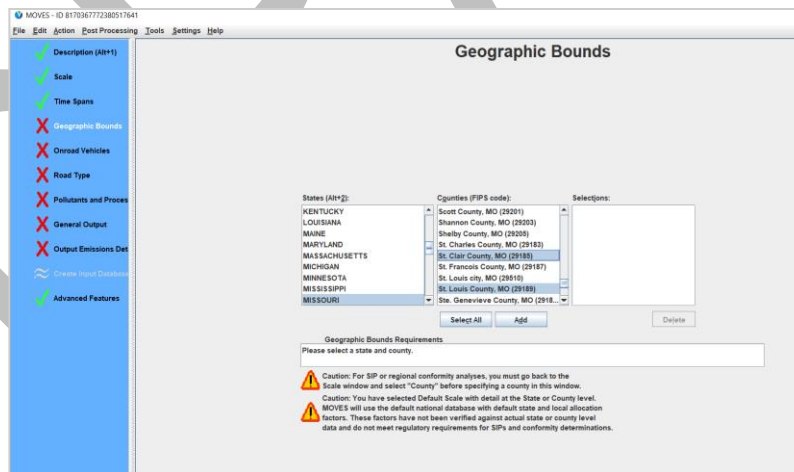 MOVES - ID 8170367772380517641
File Edit Action Post Processing Tools Settings Help
Description (Alt+1)
Scale
Time Spans
Geographic Bounds
Onroad Vehicles
Road Type
Pollutants and Proces
General Output
Output Emissions Det
Create Input Database
Advanced Features
Geographic Bounds
States (Alt+2):
KENTUCKY
LOUISIANA
MAINE
MARYLAND
MASSACHUSETTS
MICHIGAN
MINNESOTA
MISSISSIPPI
MISSOURI
Counties (FIPS code):
Scott County, MO (29201)
Shannon County, MO (29203)
Shelby County, MO (29205)
St. Charles County, MO (29183)
St. Clair County, MO (29185)
St. Francois County, MO (29187)
St. Louis city, MO (29510)
St. Louis County, MO (29189)
Ste. Genevieve County, MO (2918...
Selections:
Select All
Add
Delete
Geographic Bounds Requirements
Please select a state and county.
Caution: For SIP or regional conformity analyses, you must go back to the
Scale window and select "County" before specifying a county in this window.
Caution: You have selected Default Scale with detail at the State or County level.
MOVES will use the default national database with default state and local allocation
factors. These factors have not been verified against actual state or county level
data and do not meet regulatory requirements for SIPs and conformity determinations.